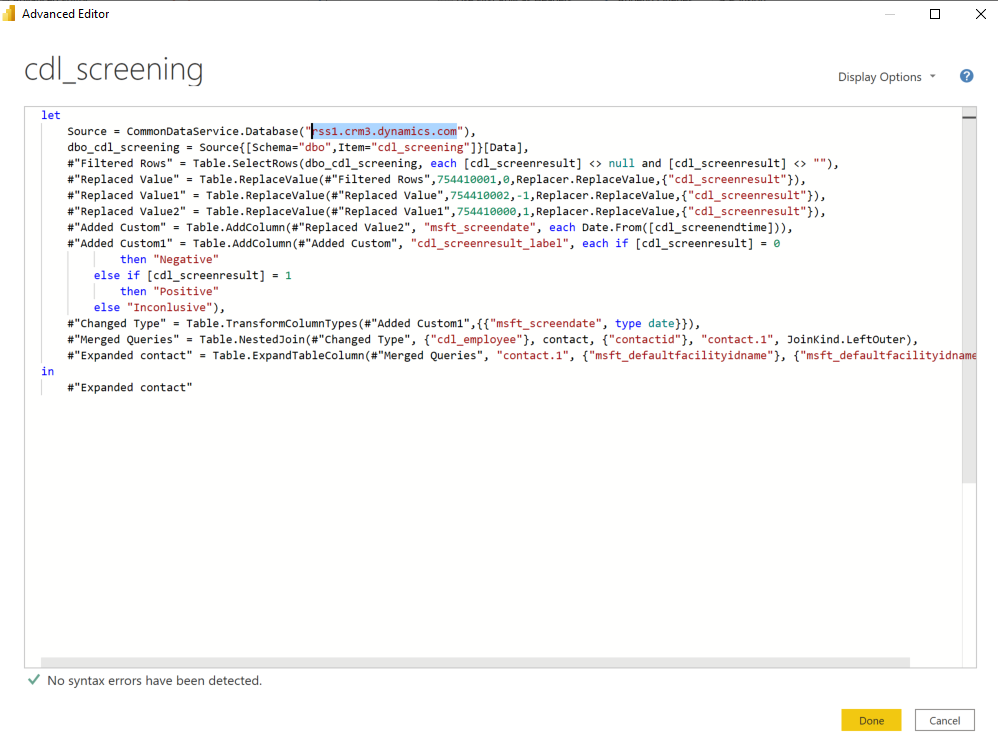 Advanced Editor
cdl_screening
Display Options
?
let
Source = CommonDataService.Database("rss1.crm3.dynamics.com"),
dbo_cdl_screening = Source{[Schema="dbo",Item="cdl_screening"]}[Data],
#"Filtered Rows" = Table.SelectRows(dbo_cdl_screening, each [cdl_screenresult] <> null and [cdl_screenresult] <> ""),
#"Replaced Value" = Table.ReplaceValue(#"Filtered Rows",754410001,0,Replacer.ReplaceValue,{"cdl_screenresult"}),
#"Replaced Value1" = Table.ReplaceValue(#"Replaced Value",754410002,-1,Replacer.ReplaceValue,{"cdl_screenresult"}),
#"Replaced Value2" = Table.ReplaceValue(#"Replaced Value1",754410000,1,Replacer.ReplaceValue,{"cdl_screenresult"}),
#"Added Custom" = Table.AddColumn(#"Replaced Value2", "msft_screendate", each Date.From([cdl_screenendtime])),
#"Added Custom1" = Table.AddColumn(#"Added Custom", "cdl_screenresult_label", each if [cdl_screenresult] = 0
then "Negative"
else if [cdl_screenresult] = 1
then "Positive"
else "Inconlusive"),
#"Changed Type" = Table.TransformColumnTypes(#"Added Custom1",{{"msft_screendate", type date}}),
#"Merged Queries" = Table.NestedJoin(#"Changed Type", {"cdl_employee"}, contact, {"contactid"}, "contact.1", JoinKind.LeftOuter),
#"Expanded contact" = Table.ExpandTableColumn(#"Merged Queries", "contact.1", {"msft_defaultfacilityidname"}, {"msft_defaultfacilityidname
in
#"Expanded contact"
No syntax errors have been detected.
Done
Cancel